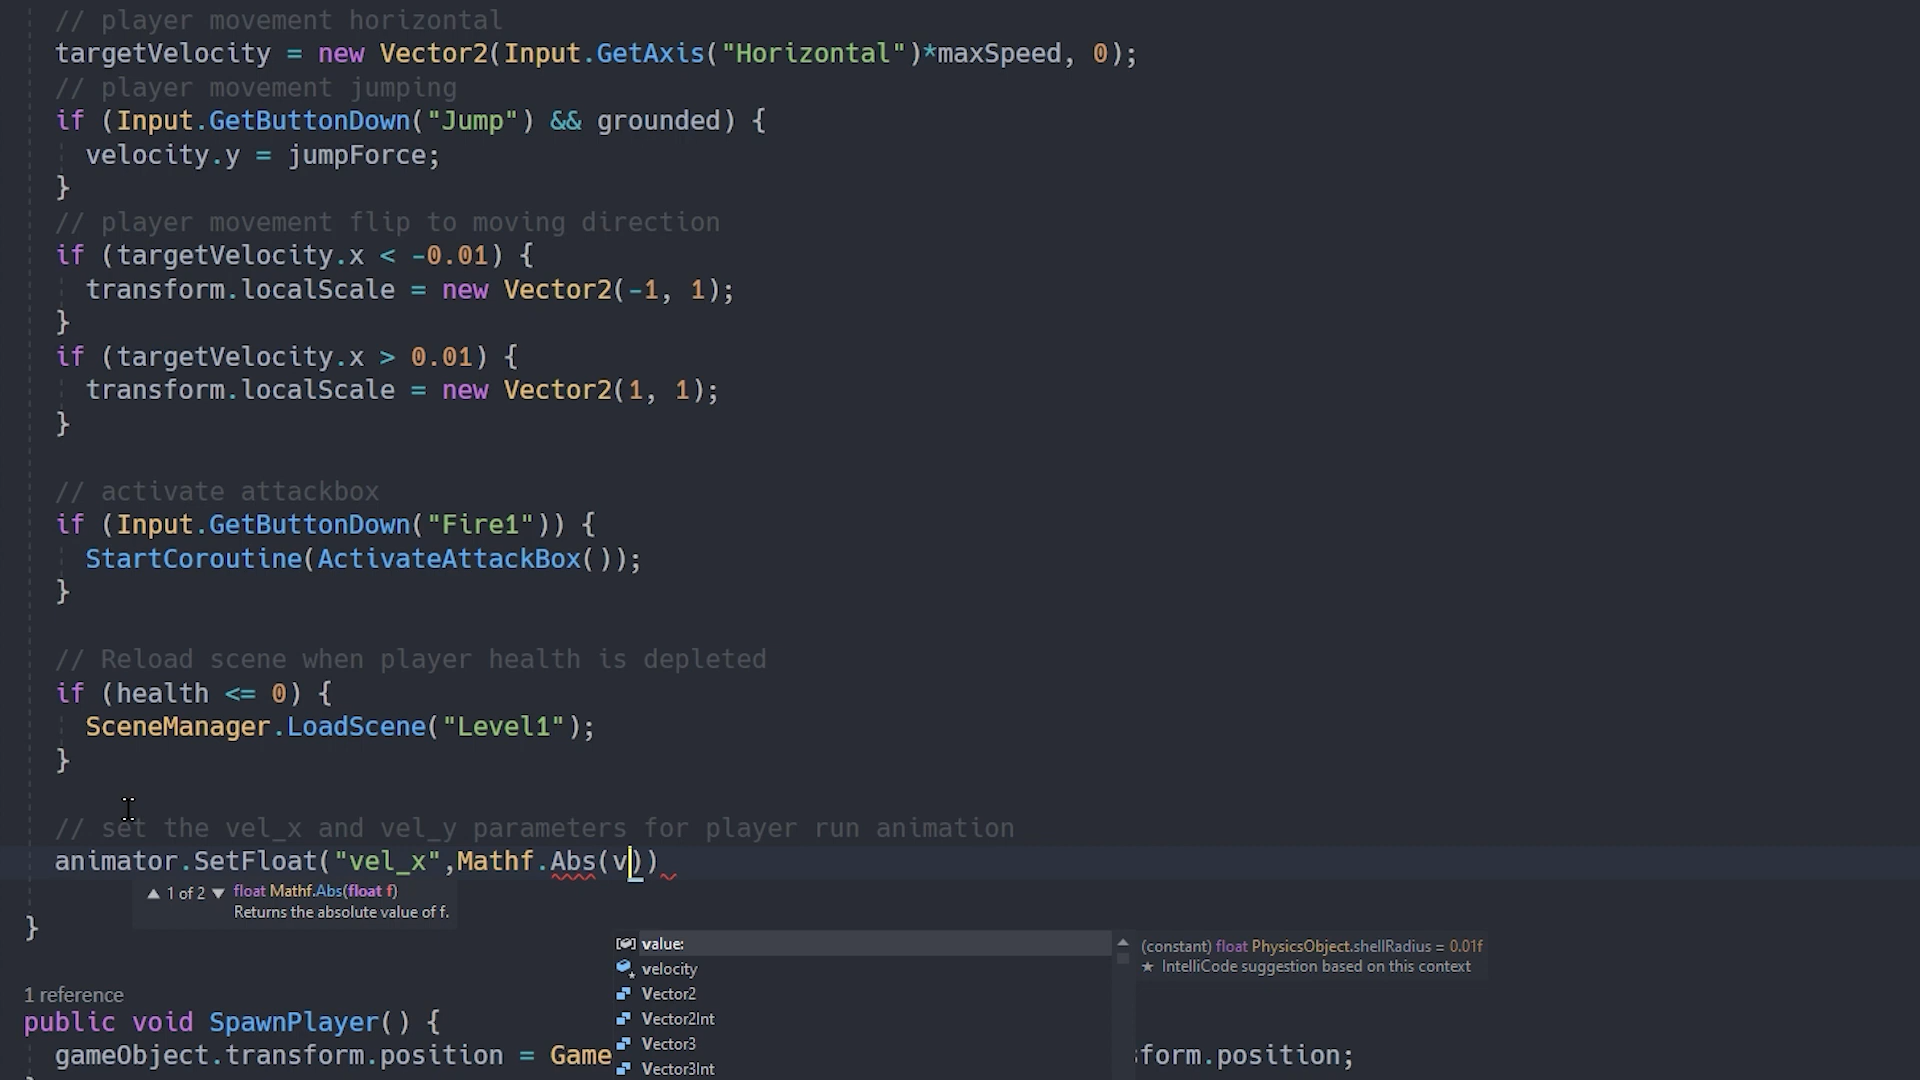 // player movement horizontal
targetVelocity = new Vector2(Input.GetAxis("Horizontal")*maxSpeed, 0);
// player movement jumping
if (Input.GetButtonDown("Jump") && grounded) {
velocity.y = jumpForce;
}
// player movement flip to moving direction
if (targetVelocity.x < -0.01) {
transform.localScale = new Vector2(-1, 1);
}
if (targetVelocity.x > 0.01) {
transform.localScale = new Vector2(1, 1);
}
// activate attackbox
if (Input.GetButtonDown("Fire1")) {
StartCoroutine(ActivateAttackBox());
}
// Reload scene when player health is depleted
if (health <= 0) {
SceneManager.LoadScene("Level1");
}
// set the vel_x and vel_y parameters for player run animation
animator.SetFloat("vel_x",Mathf.Abs(v))
▲ 1 of 2 ▼ float Mathf.Abs(float f)
Returns the absolute value of f.
}
value:
velocity
Vector2
Vector2Int
Vector3
Vector3Int
(constant) float PhysicsObject.shellRadius = 0.01f
★ IntelliCode suggestion based on this context
1 reference
public void SpawnPlayer() {
gameObject.transform.position = Game form.position;